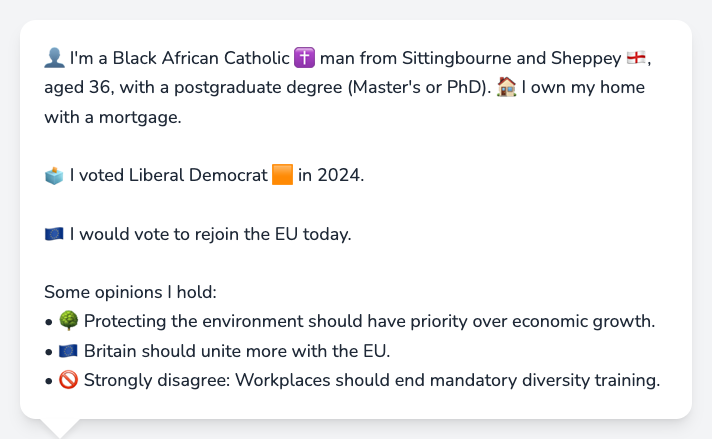 👤 I'm a Black African Catholic ✝️ man from Sittingbourne and Sheppey 🏴󠁧󠁢󠁥󠁮󠁧󠁿,
aged 36, with a postgraduate degree (Master's or PhD). 🏠 I own my home
with a mortgage.
🗳️ I voted Liberal Democrat 🟧 in 2024.
🇪🇺 I would vote to rejoin the EU today.
Some opinions I hold:
• 🌳 Protecting the environment should have priority over economic growth.
• 🇪🇺 Britain should unite more with the EU.
• 🚫 Strongly disagree: Workplaces should end mandatory diversity training.